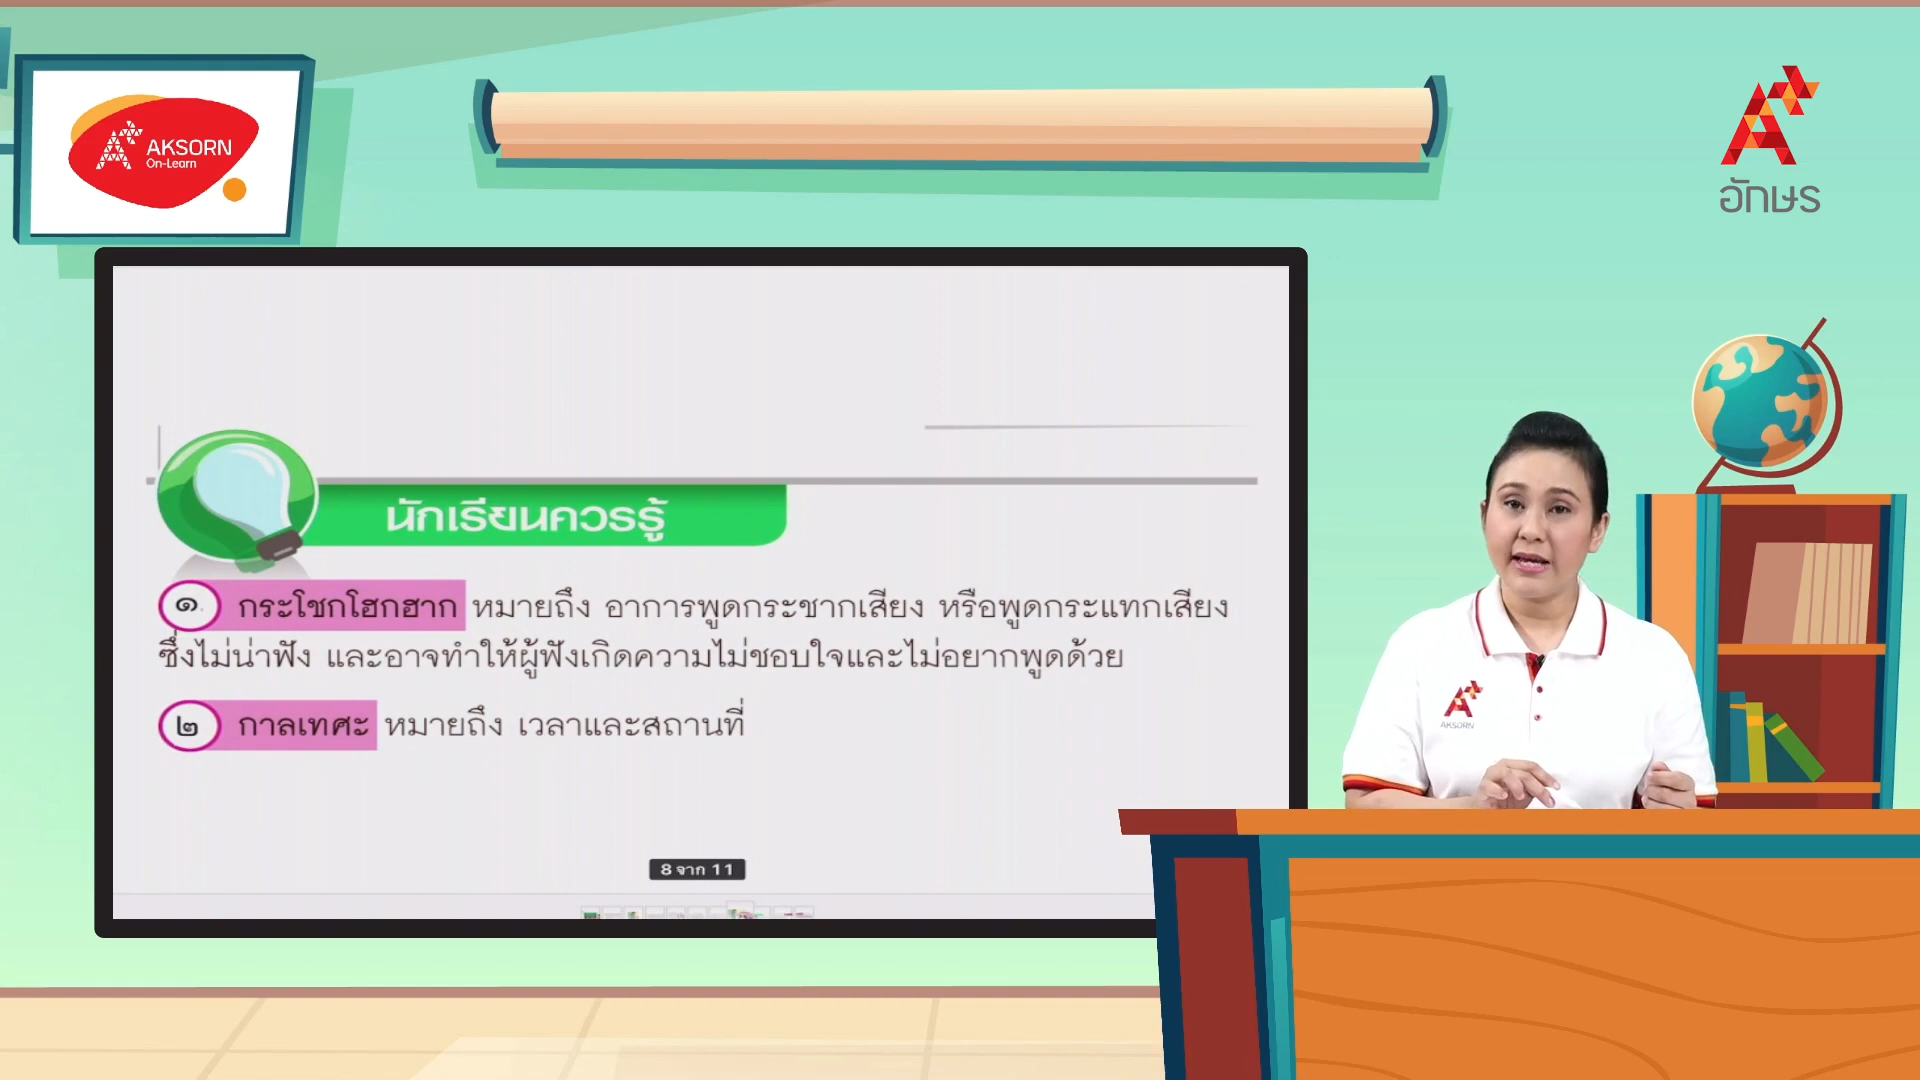 AKSORN
On-Learn
อักษร
นักเรียนควรรู้
๑. กระโชกโฮกฮาก หมายถึง อาการพูดกระชากเสียง หรือพูดกระแทกเสียง
ซึ่งไม่น่าฟัง และอาจทำให้ผู้ฟังเกิดความไม่ชอบใจและไม่อยากพูดด้วย
๒ กาลเทศะ หมายถึง เวลาและสถานที่
8 จาก 11
AKSORN